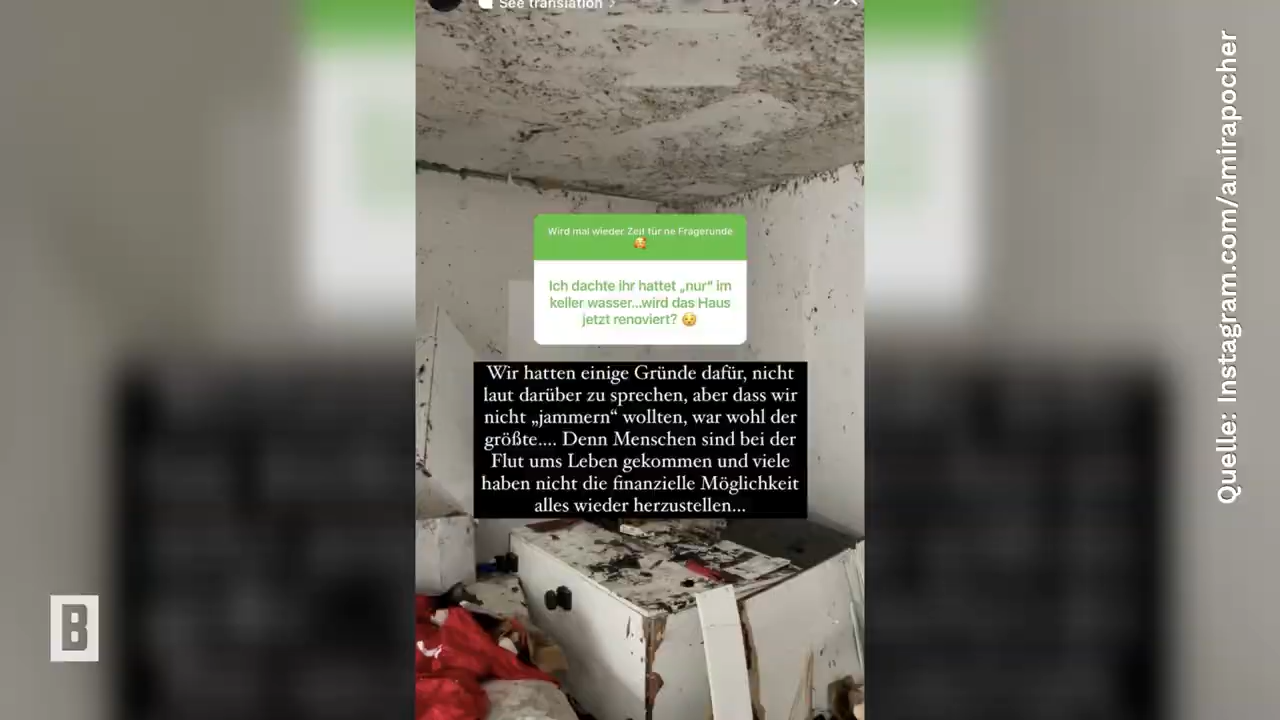 See translation
Wird mal wieder Zeit für ne Fragerunde
🥰
Ich dachte ihr hattet „nur“ im
keller wasser...wird das Haus
jetzt renoviert? 😥
Wir hatten einige Gründe dafür, nicht
laut darüber zu sprechen, aber dass wir
nicht „jammern“ wollten, war wohl der
größte.... Denn Menschen sind bei der
Flut ums Leben gekommen und viele
haben nicht die finanzielle Möglichkeit
alles wieder herzustellen...
Quelle: Instagram.com/amirapocher
B